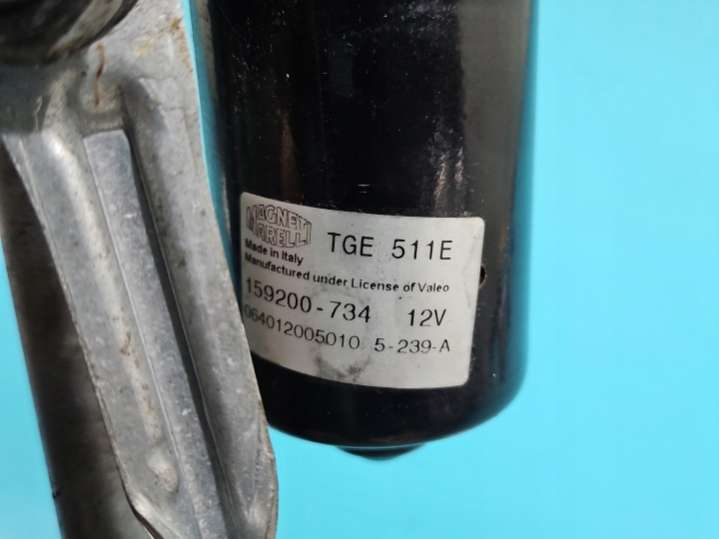 MAGNETI
MARELLI
TGE 511E
Made in Italy
Manufactured under License of Valeo
159200-734 12V
064012005010 5-239-A